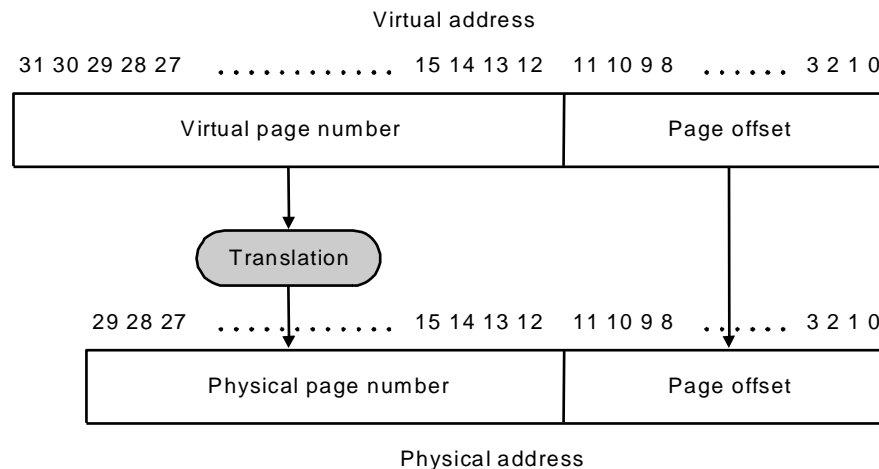 Virtual address
31 30 29 28 27 ............ 15 14 13 12 11 10 9 8 ...... 3 2 1 0
Virtual page number Page offset
Translation
29 28 27 ............ 15 14 13 12 11 10 9 8 ...... 3 2 1 0
Physical page number Page offset
Physical address